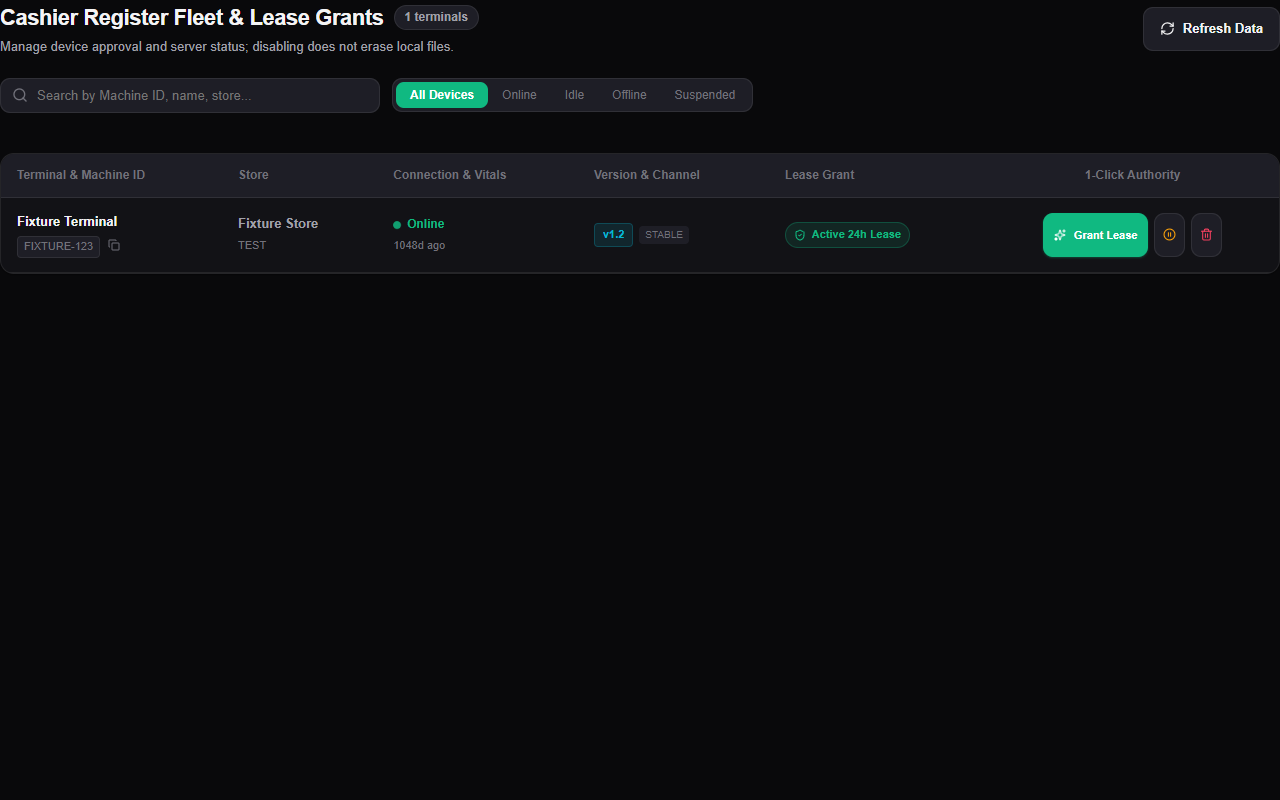 Cashier Register Fleet & Lease Grants
1 terminals
Manage device approval and server status; disabling does not erase local files.
Refresh Data
Search by Machine ID, name, store...
All Devices Online Idle Offline Suspended
Terminal & Machine ID Store Connection & Vitals Version & Channel Lease Grant 1-Click Authority
Fixture Terminal
FIXTURE-123
Fixture Store
TEST
Online
1048d ago
v1.2 STABLE
Active 24h Lease
Grant Lease